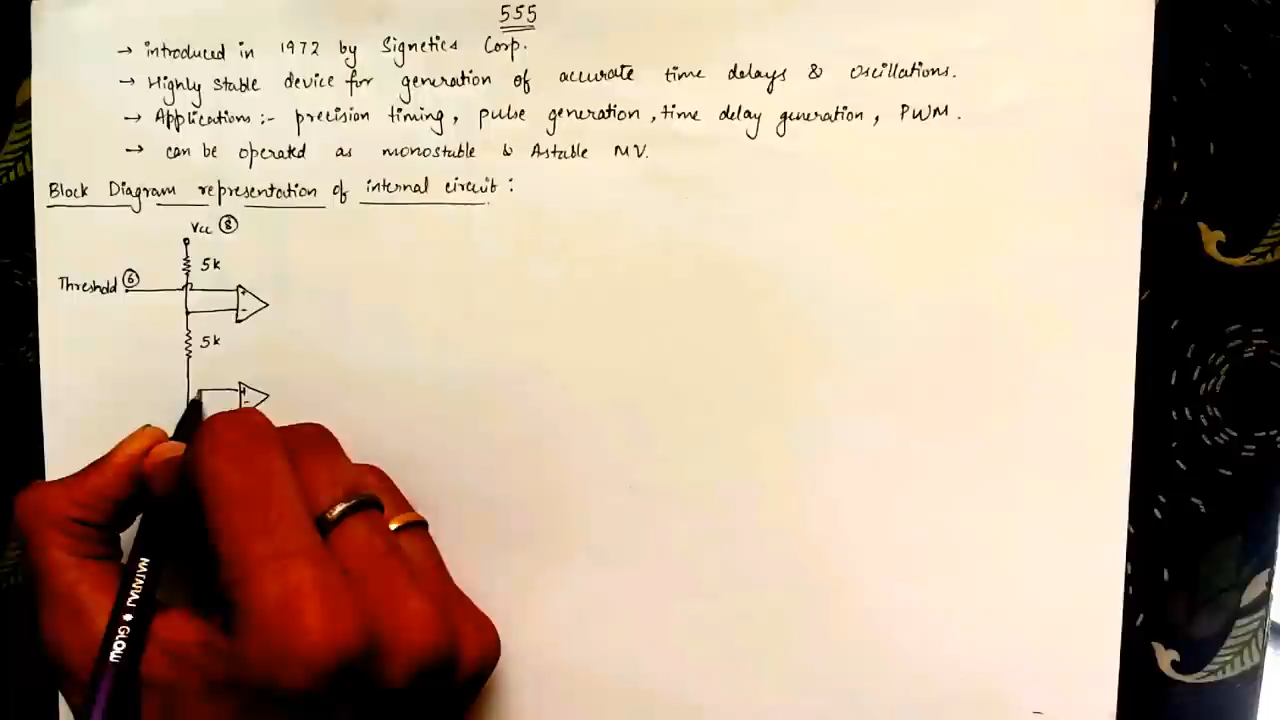 555
→ introduced in 1972 by Signetics Corp.
→ Highly stable device for generation of accurate time delays & oscillations.
→ Applications :- precision timing, pulse generation, time delay generation, PWM.
→ can be operated as monostable & Astable MV.
Block Diagram representation of internal circuit :
Vcc ⑧
5k
Threshold ⑥
+
-
5k
+
-
NATARAJ GLOW